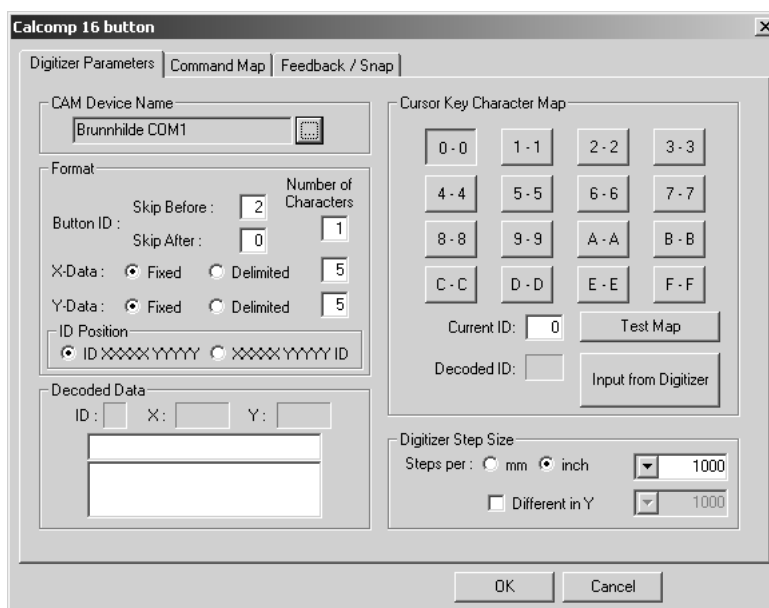 Calcomp 16 button
Digitizer Parameters Command Map Feedback / Snap
CAM Device Name
Brunnhilde COM1 ...
Format
Number of
Characters
Button ID :
Skip Before : 2
1
Skip After : 0
X-Data : Fixed Delimited 5
Y-Data : Fixed Delimited 5
ID Position
ID XXXXX YYYYY XXXXX YYYYY ID
Decoded Data
ID : X : Y :
Cursor Key Character Map
0 - 0 1 - 1 2 - 2 3 - 3
4 - 4 5 - 5 6 - 6 7 - 7
8 - 8 9 - 9 A - A B - B
C - C D - D E - E F - F
Current ID: 0 Test Map
Decoded ID: Input from Digitizer
Digitizer Step Size
Steps per : mm inch 1000
Different in Y 1000
OK Cancel